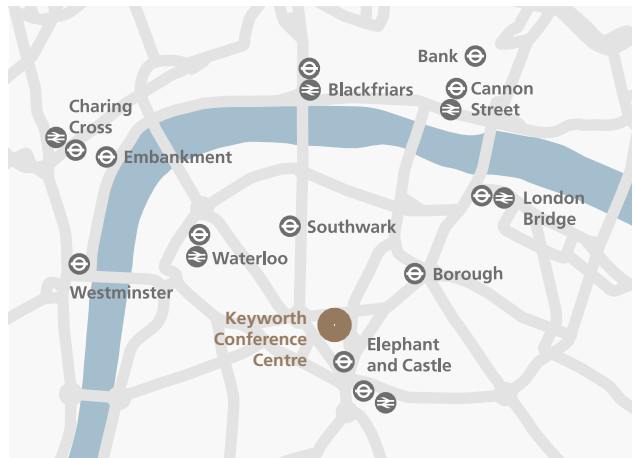 Bank
Blackfriars
Cannon
Street
Charing
Cross
Embankment
London
Bridge
Southwark
Waterloo
Borough
Westminster
Keyworth
Conference
Centre
Elephant
and Castle